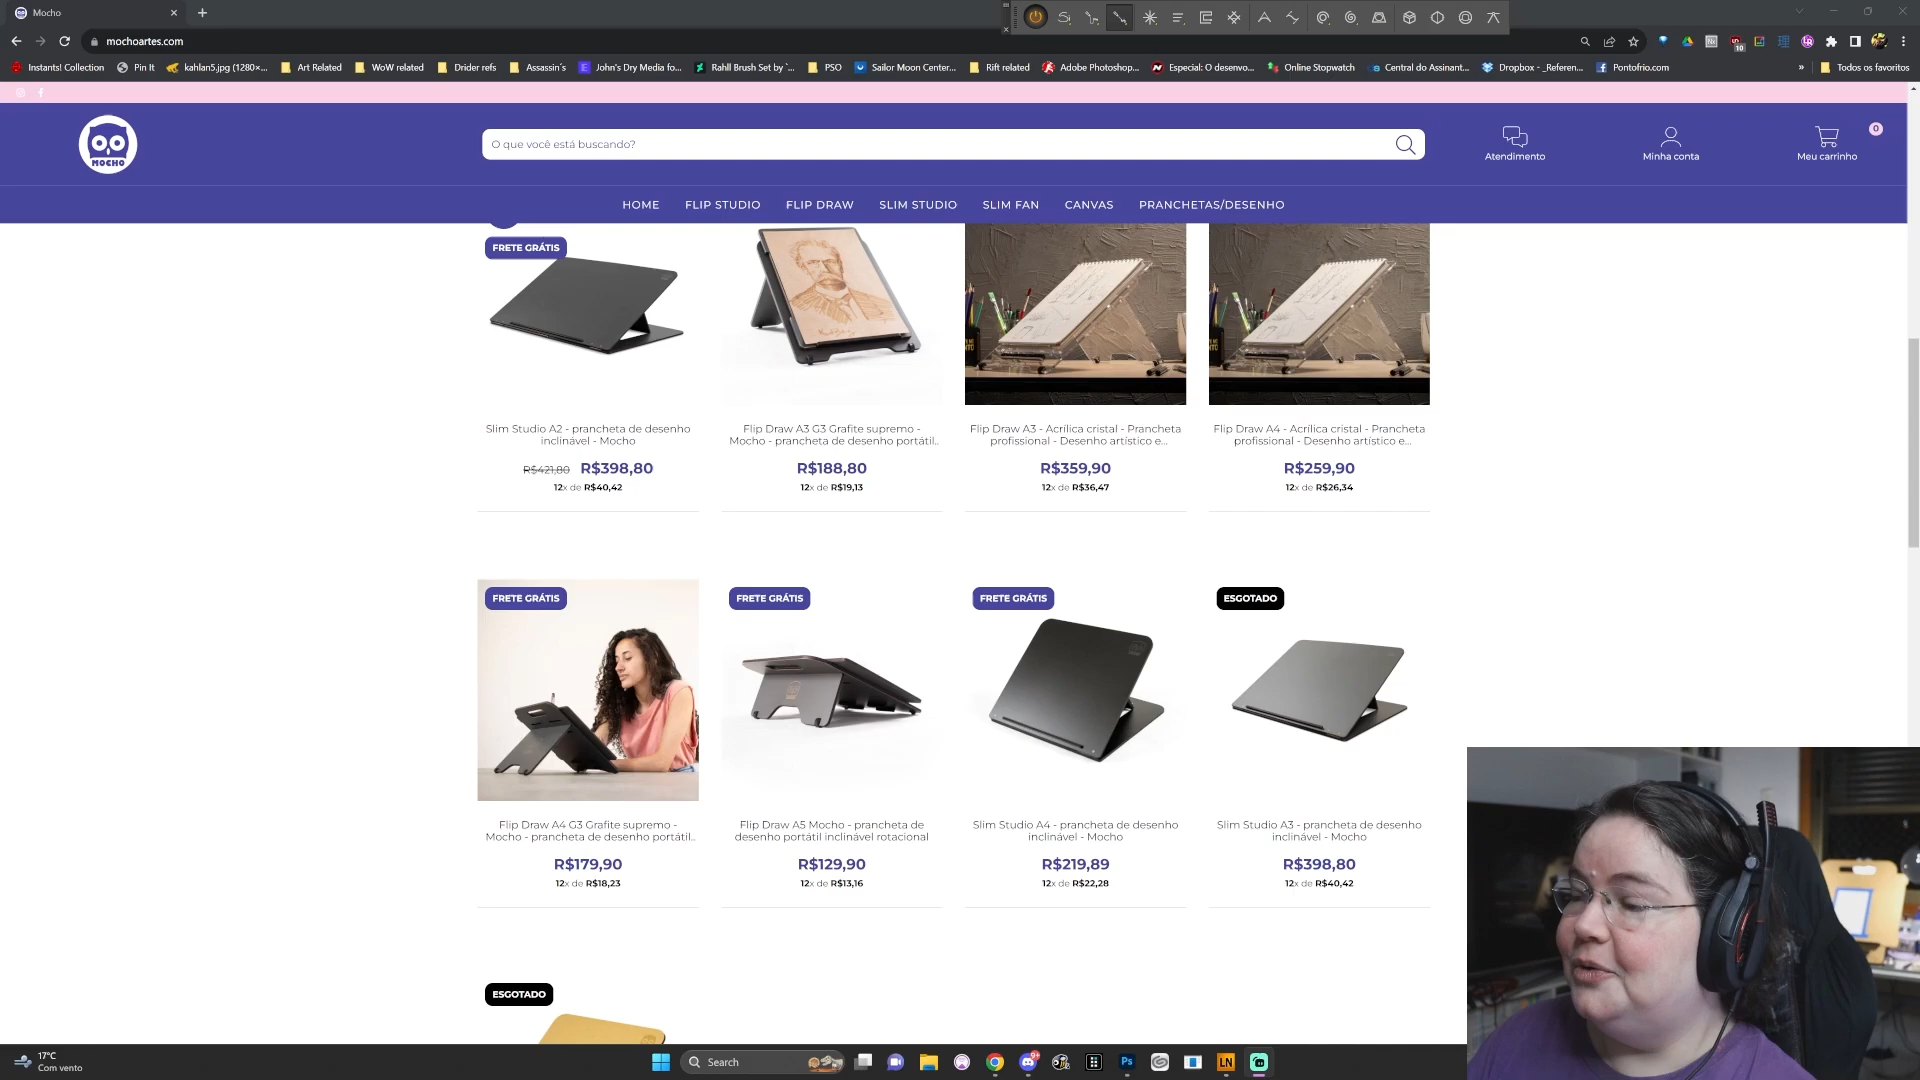 Mocho
mochoartes.com
10
Instants! Collection
Pin It
kahlan5.jpg (1280×...
Art Related
WoW related
Drider refs
Assassin´s
John's Dry Media fo...
Rahll Brush Set by `...
PSO
Sailor Moon Center...
Rift related
Adobe Photoshop...
Especial: O desenvo...
Online Stopwatch
Central do Assinant...
Dropbox - _Referen...
Pontofrio.com
»
Todos os favoritos
MOCHO
O que você está buscando?
Atendimento
Minha conta
0
Meu carrinho
HOME
FLIP STUDIO
FLIP DRAW
SLIM STUDIO
SLIM FAN
CANVAS
PRANCHETAS/DESENHO
FRETE GRÁTIS
Slim Studio A2 - prancheta de desenho
inclinável - Mocho
R$421,80 R$398,80
12x de R$40,42
Flip Draw A3 G3 Grafite supremo -
Mocho - prancheta de desenho portátil..
R$188,80
12x de R$19,13
Flip Draw A3 - Acrílica cristal - Prancheta
profissional - Desenho artístico e...
R$359,90
12x de R$36,47
Flip Draw A4 - Acrílica cristal - Prancheta
profissional - Desenho artístico e...
R$259,90
12x de R$26,34
FRETE GRÁTIS
Flip Draw A4 G3 Grafite supremo -
Mocho - prancheta de desenho portátil..
R$179,90
12x de R$18,23
FRETE GRÁTIS
Flip Draw A5 Mocho - prancheta de
desenho portátil inclinável rotacional
R$129,90
12x de R$13,16
FRETE GRÁTIS
Slim Studio A4 - prancheta de desenho
inclinável - Mocho
R$219,89
12x de R$22,28
ESGOTADO
Slim Studio A3 - prancheta de desenho
inclinável - Mocho
R$398,80
12x de R$40,42
ESGOTADO
17°C
Com vento
Search
Ps
LN